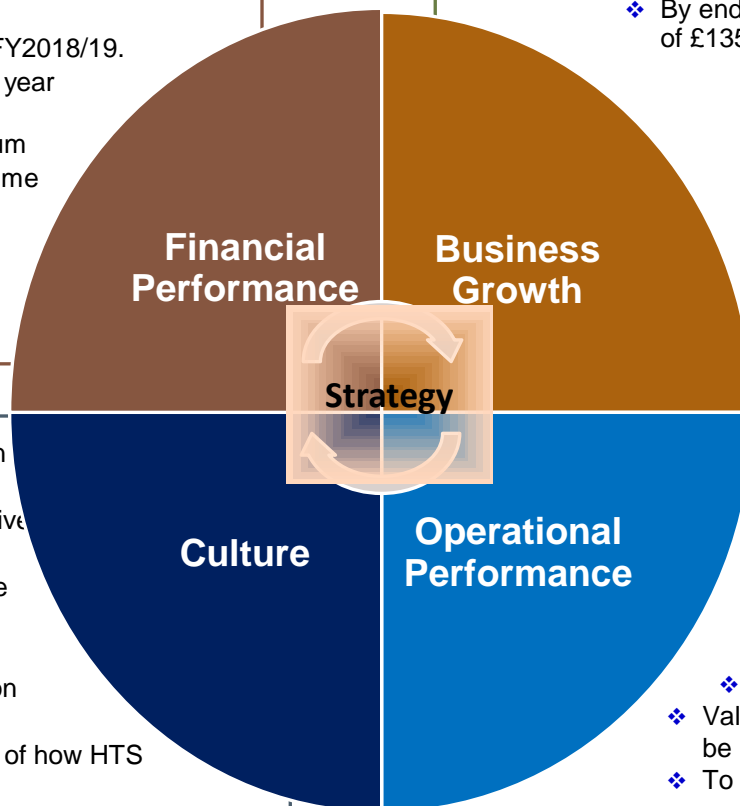 By end
of £135
FY2018/19.
year
um
me
Financial
Performance
Business
Growth
Strategy
Culture
Operational
Performance
n
ive
e
on
of how HTS
Val
be
To